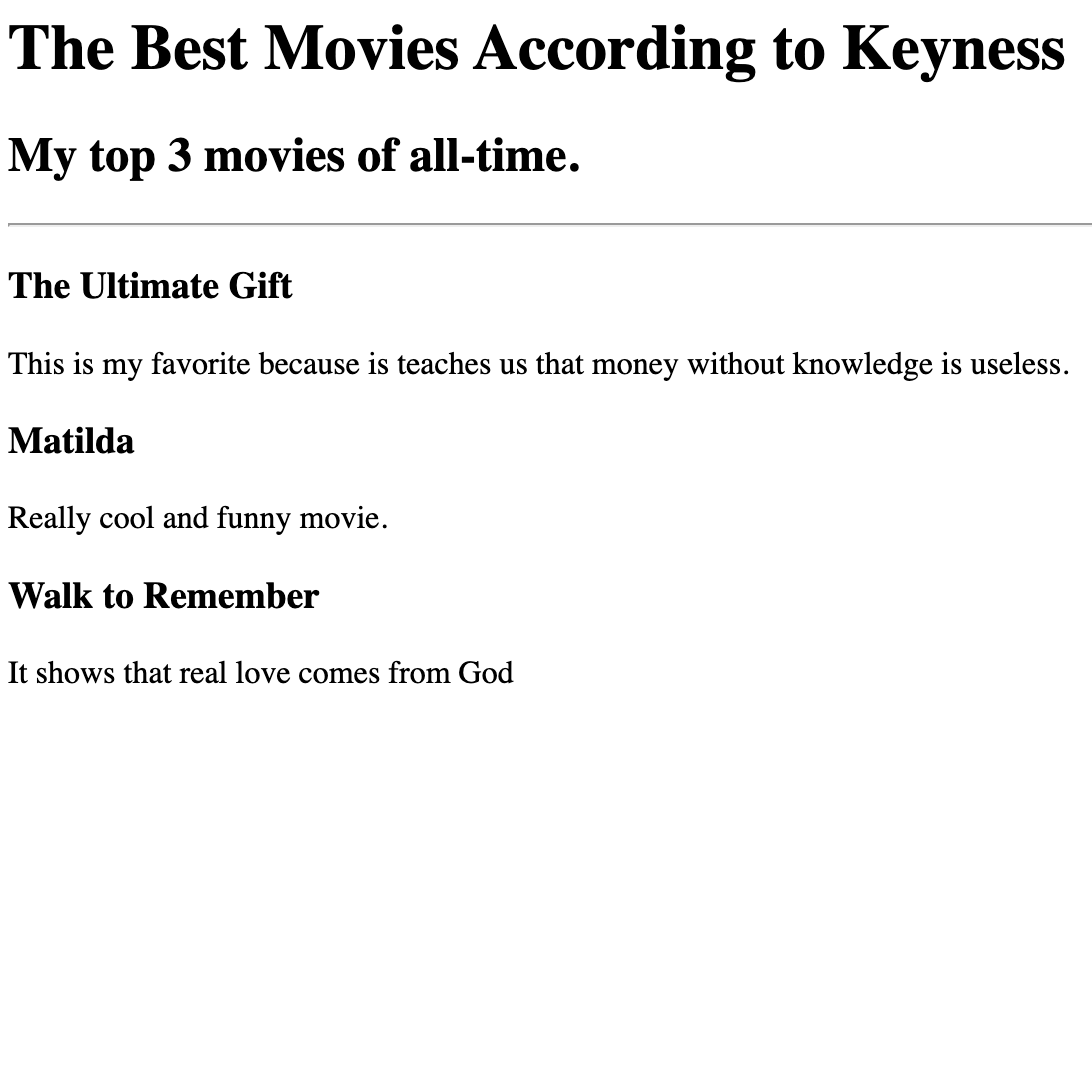 The Best Movies According to Keyness
My top 3 movies of all-time.
The Ultimate Gift
This is my favorite because is teaches us that money without knowledge is useless.
Matilda
Really cool and funny movie.
Walk to Remember
It shows that real love comes from God